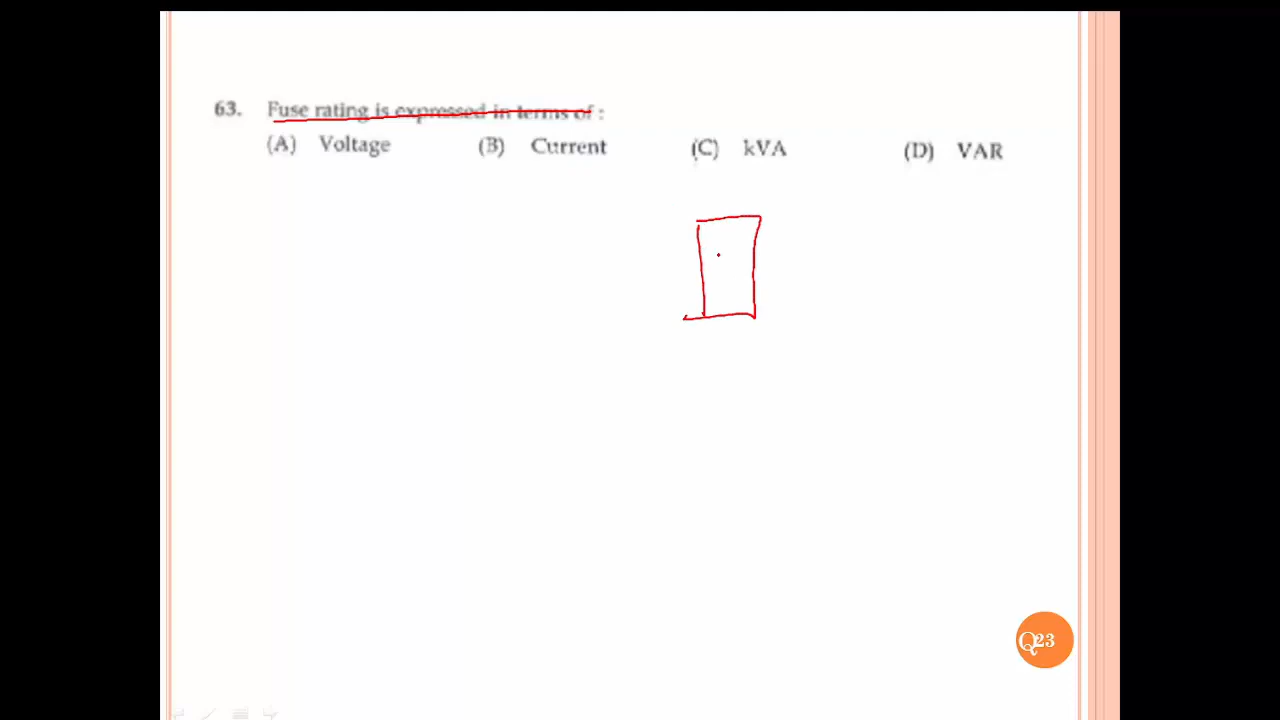 63. Fuse rating is expressed in terms of :
(A) Voltage (B) Current (C) kVA (D) VAR
Q23